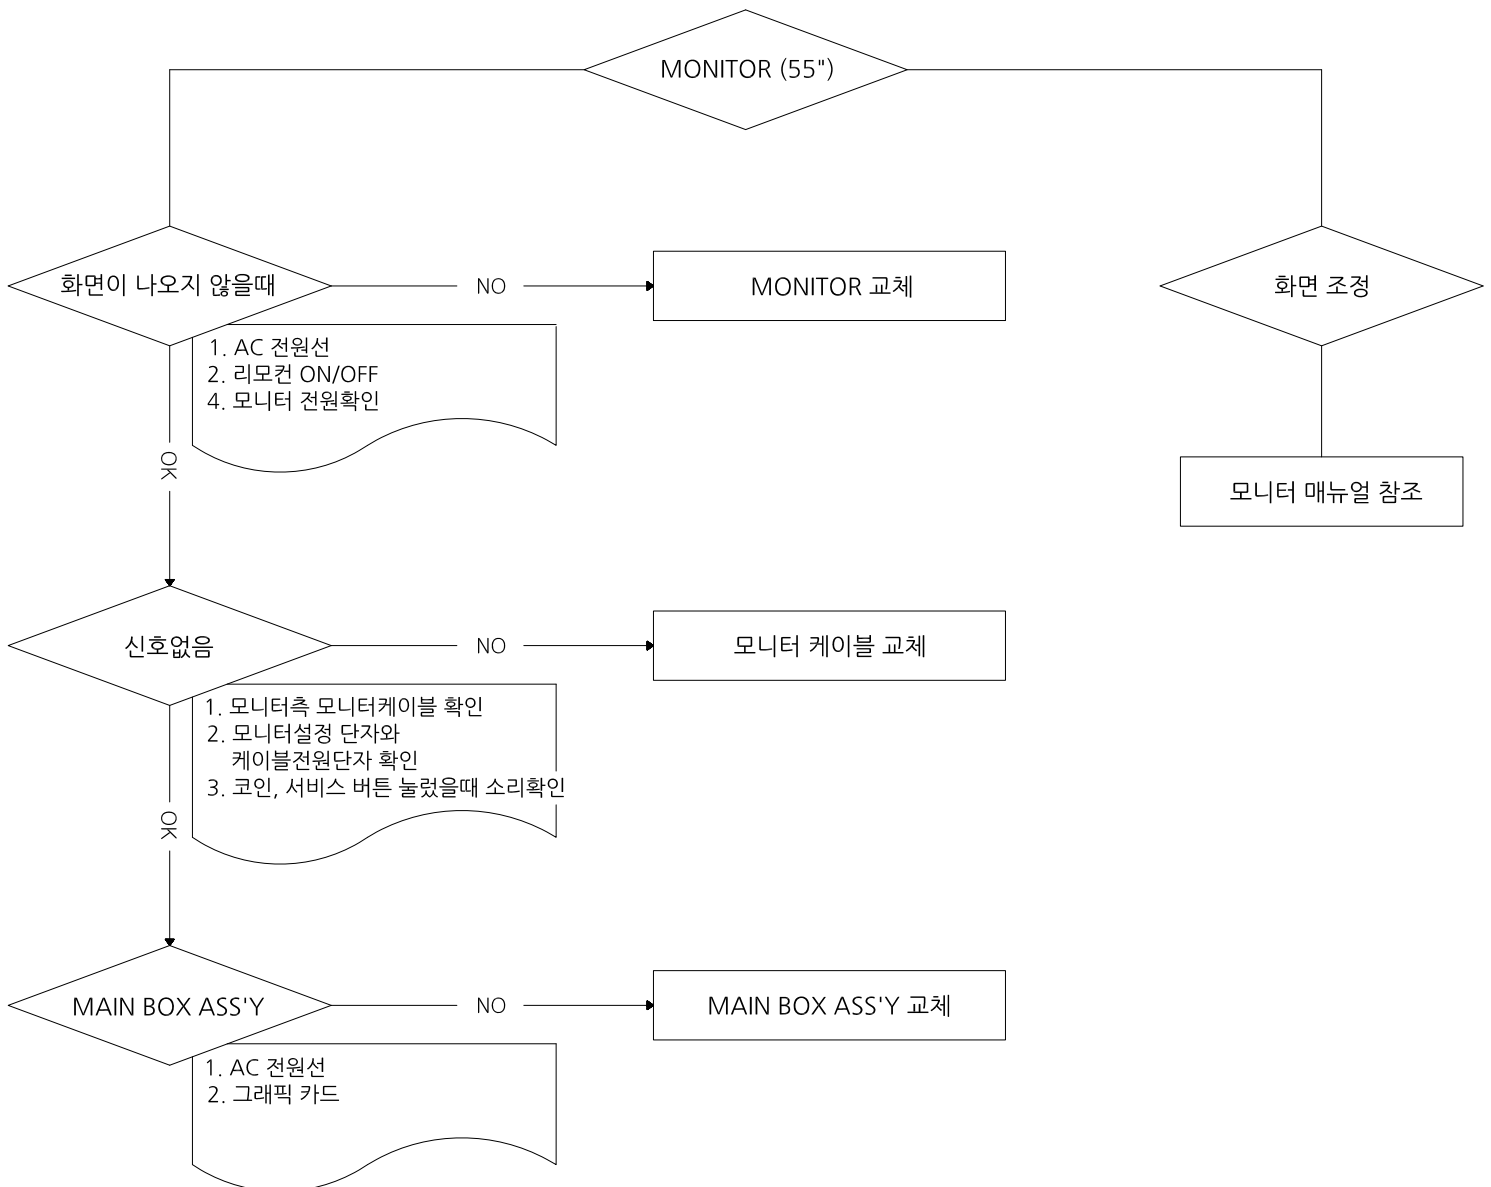 MONITOR (55")
화면이 나오지 않을때
NO
MONITOR 교체
화면 조정
1. AC 전원선
2. 리모컨 ON/OFF
4. 모니터 전원확인
OK
모니터 매뉴얼 참조
신호없음
NO
모니터 케이블 교체
1. 모니터측 모니터케이블 확인
2. 모니터설정 단자와
케이블전원단자 확인
3. 코인, 서비스 버튼 눌렀을때 소리확인
OK
MAIN BOX ASS'Y
NO
MAIN BOX ASS'Y 교체
1. AC 전원선
2. 그래픽 카드